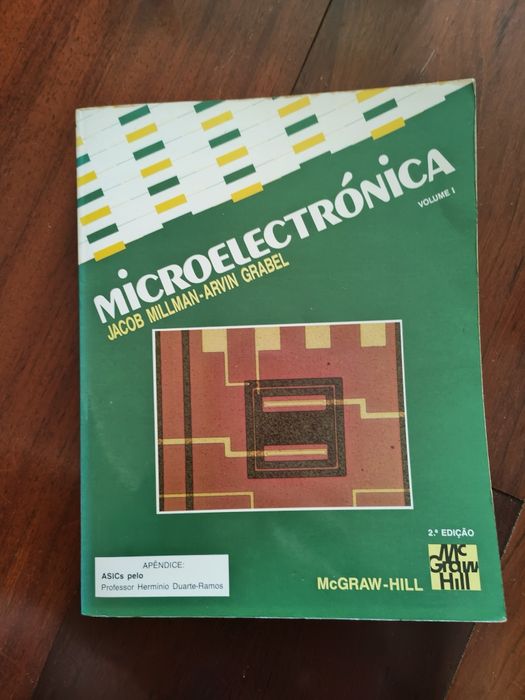 MiCROELECTRÓNiCA
VOLUME I
JACOB MILLMAN-ARVIN GRABEL
2.ª EDIÇÃO
APÊNDICE:
ASICs pelo
Professor Hermínio Duarte-Ramos
McGRAW-HILL
Mc
Graw
Hill